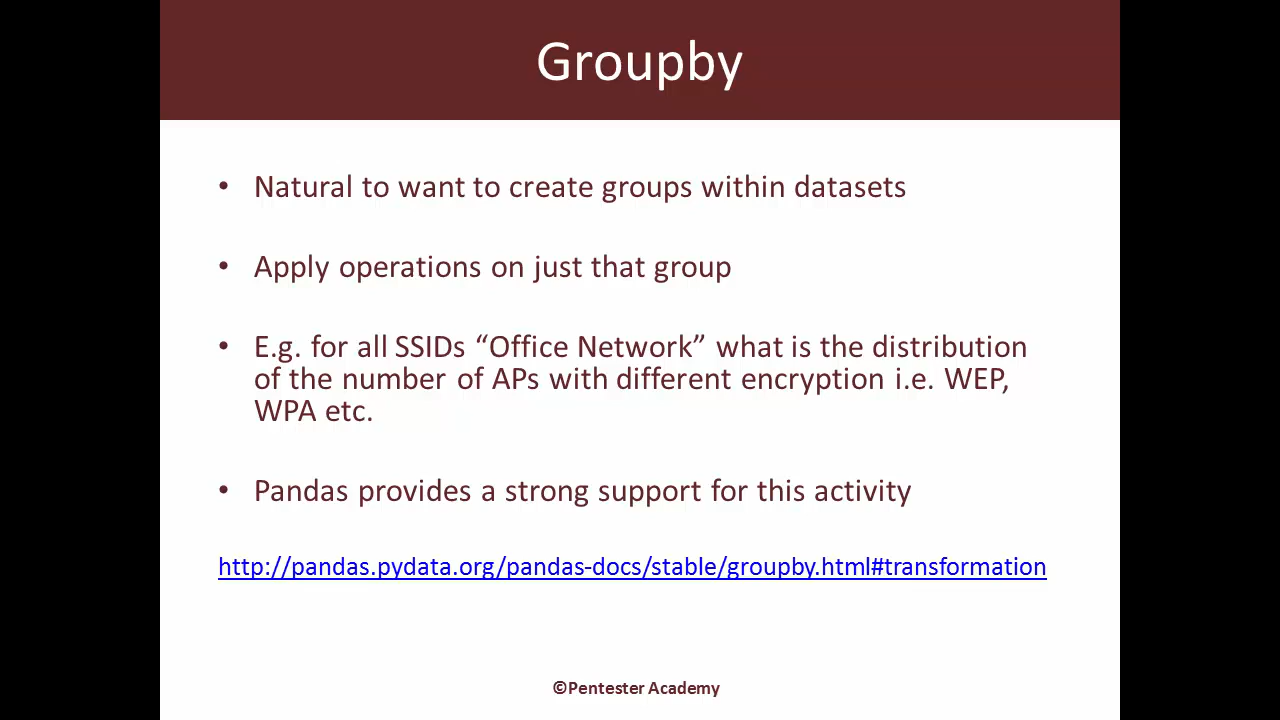 Groupby
• Natural to want to create groups within datasets
• Apply operations on just that group
• E.g. for all SSIDs “Office Network” what is the distribution
of the number of APs with different encryption i.e. WEP,
WPA etc.
• Pandas provides a strong support for this activity
http://pandas.pydata.org/pandas-docs/stable/groupby.html#transformation
©Pentester Academy